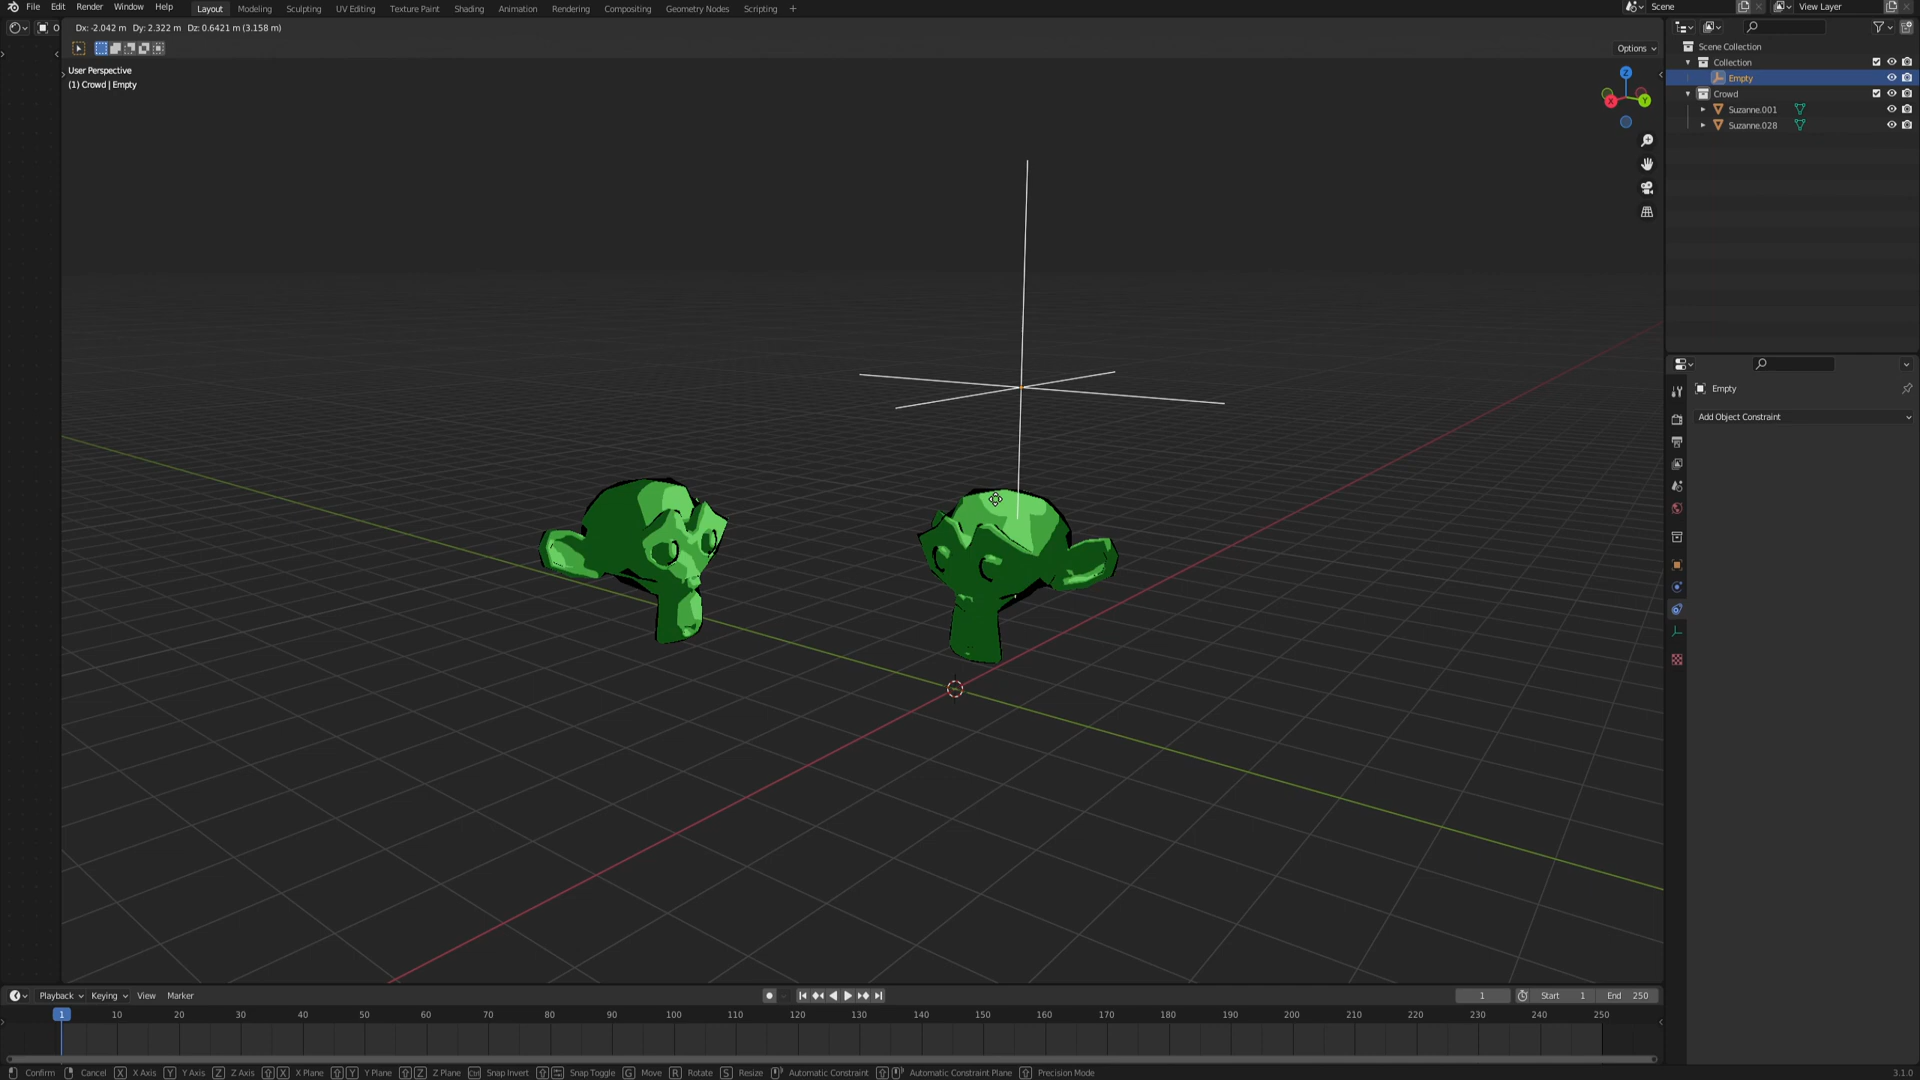 File Edit Render Window Help Layout Modeling Sculpting UV Editing Texture Paint Shading Animation Rendering Compositing Geometry Nodes Scripting + Scene View Layer
Dx: -2.042 m Dy: 2.322 m Dz: 0.6421 m (3.158 m)
Options
User Perspective
(1) Crowd | Empty
Z
X
Y
Scene Collection
Collection
Empty
Crowd
Suzanne.001
Suzanne.028
Empty
Add Object Constraint
Playback Keying View Marker 1 Start 1 End 250
1 10 20 30 40 50 60 70 80 90 100 110 120 130 140 150 160 170 180 190 200 210 220 230 240 250
Confirm Cancel X X Axis Y Y Axis Z Z Axis X X Plane Y Y Plane Z Z Plane Ctrl Snap Invert Snap Toggle G Move R Rotate S Resize Automatic Constraint Automatic Constraint Plane Precision Mode 3.1.0